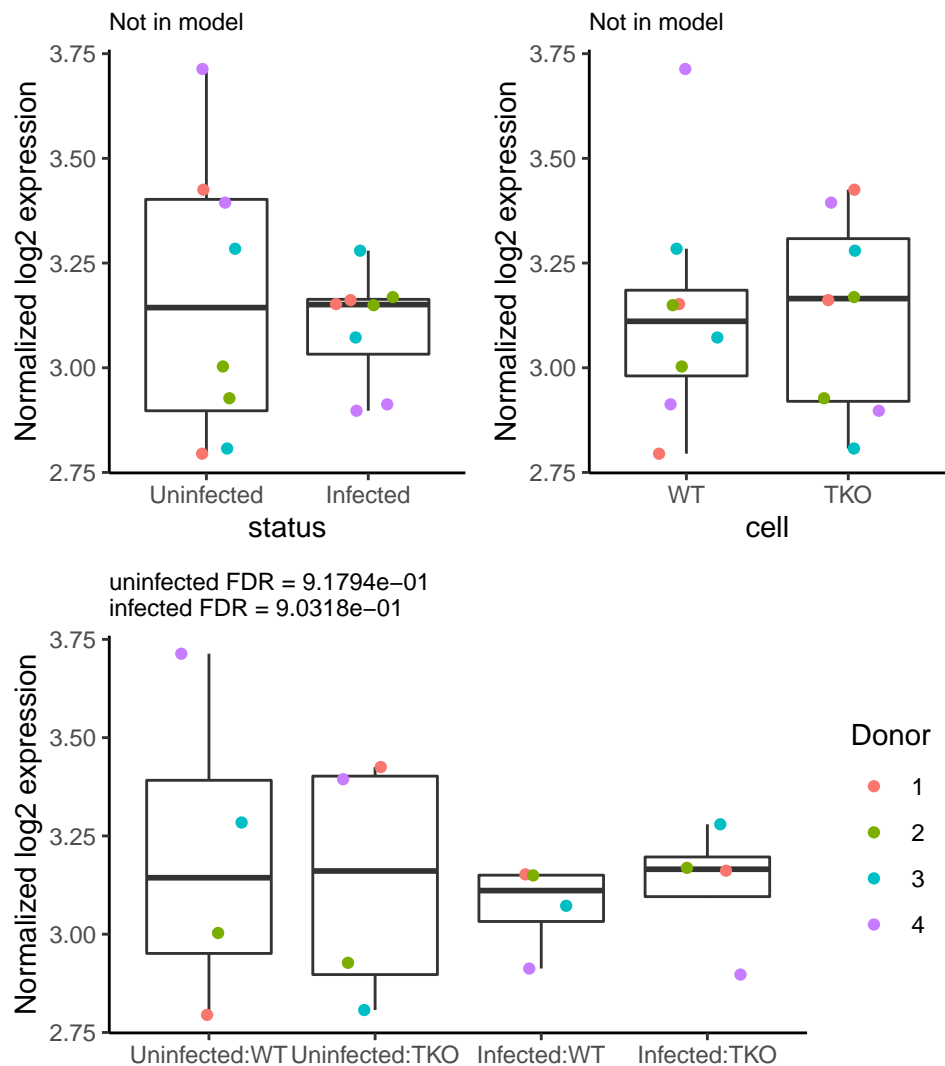 Not in model
Normalized log2 expression
3.75
3.50
3.25
3.00
2.75
Uninfected
Infected
status
Not in model
Normalized log2 expression
3.75
3.50
3.25
3.00
2.75
WT
TKO
cell
uninfected FDR = 9.1794e−01
infected FDR = 9.0318e−01
Normalized log2 expression
3.75
3.50
3.25
3.00
2.75
Uninfected:WT
Uninfected:TKO
Infected:WT
Infected:TKO
Donor
1
2
3
4